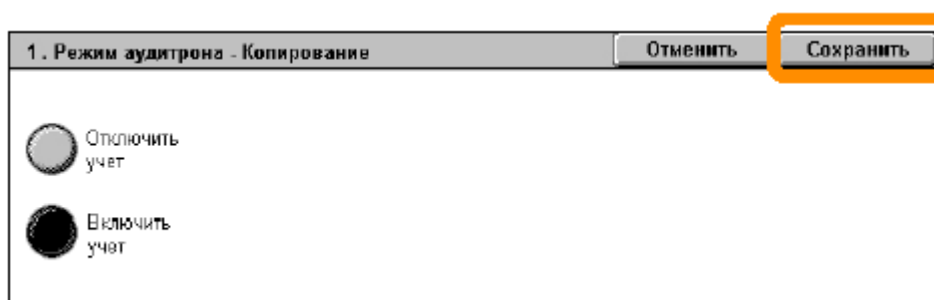 1. Режим аудитрона - Копирование Отменить Сохранить
Отключить
учет
Включить
учет